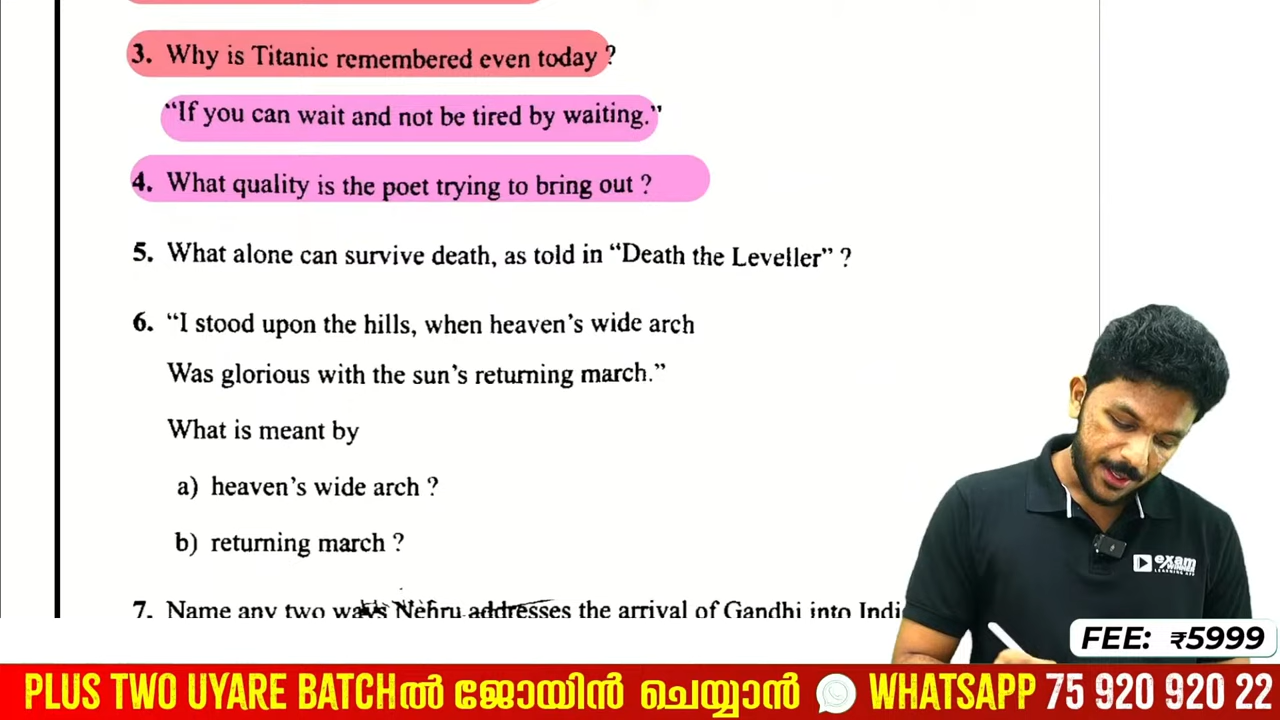 3. Why is Titanic remembered even today ?
“If you can wait and not be tired by waiting.”
4. What quality is the poet trying to bring out ?
5. What alone can survive death, as told in “Death the Leveller” ?
6. “I stood upon the hills, when heaven’s wide arch
Was glorious with the sun’s returning march.”
What is meant by
a) heaven’s wide arch ?
b) returning march ?
7. Name any two ways Nehru addresses the arrival of Gandhi into Indi
exam
WINNER
LEARNING APP
FEE: ₹5999
PLUS TWO UYARE BATCHൽ ജോയിൻ ചെയ്യാൻ WHATSAPP 75 920 920 22